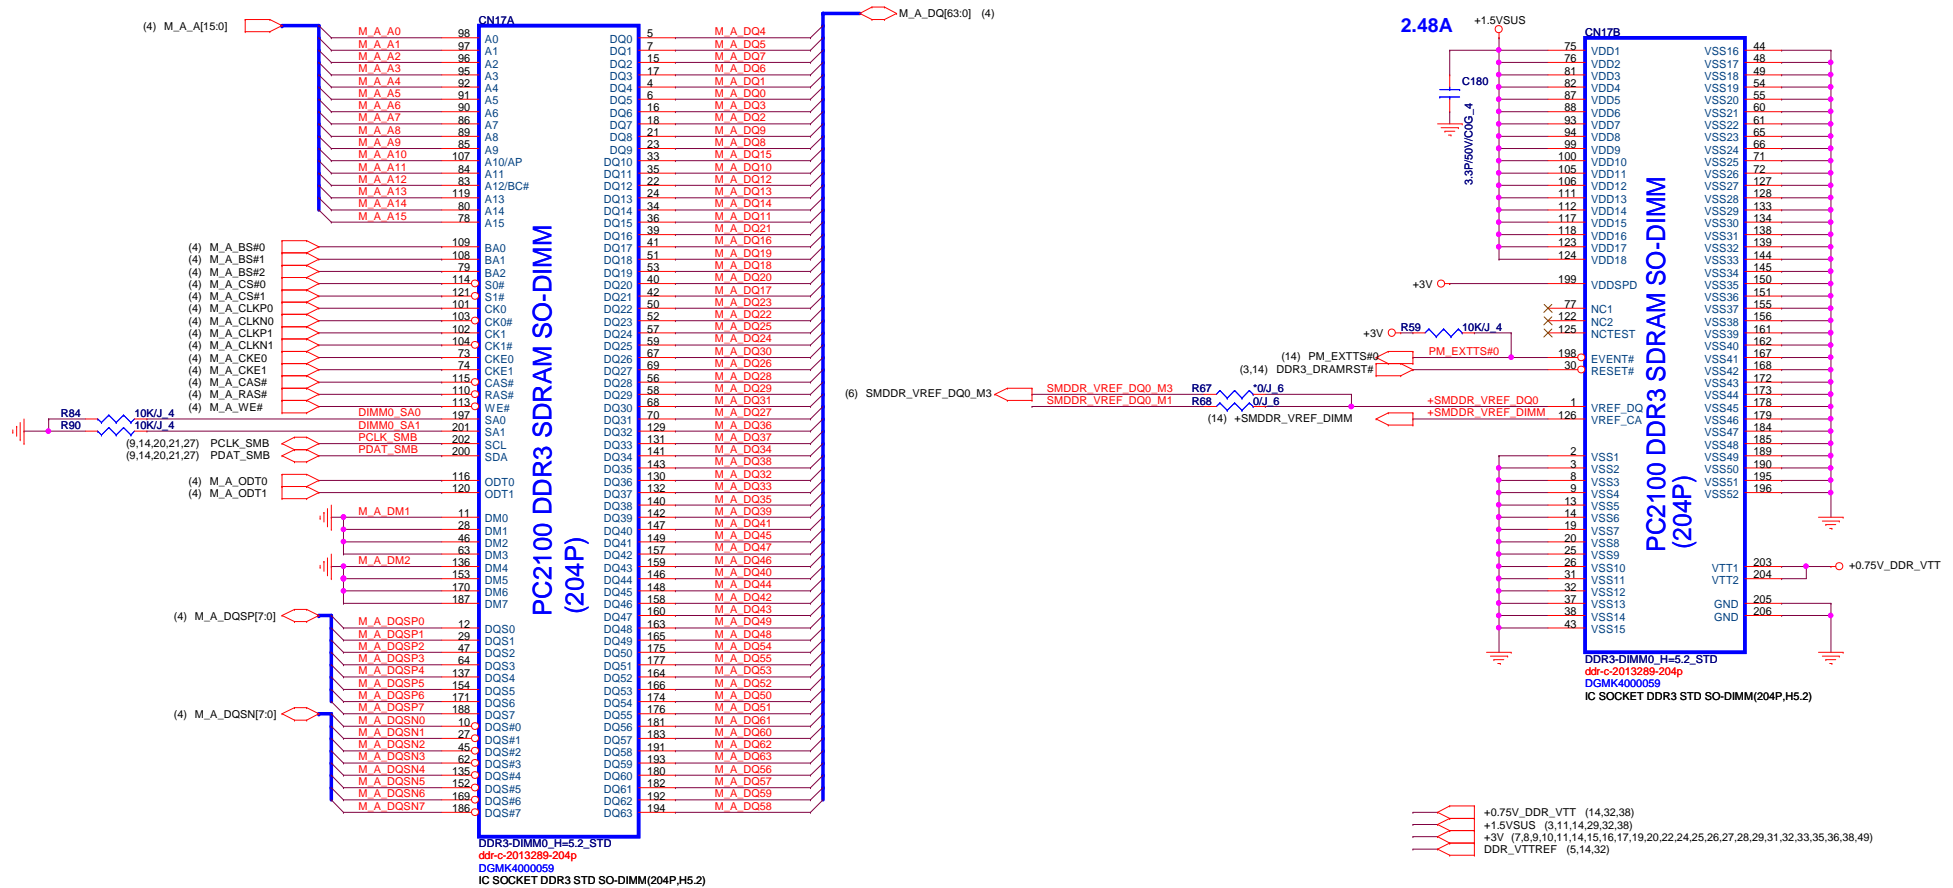 (4) M_A_A[15:0]
CN17A
M_A_DQ[63:0] (4)
M_A_A0 98 A0
M_A_A1 97 A1
M_A_A2 96 A2
M_A_A3 95 A3
M_A_A4 92 A4
M_A_A5 91 A5
M_A_A6 90 A6
M_A_A7 86 A7
M_A_A8 89 A8
M_A_A9 85 A9
M_A_A10 107 A10/AP
M_A_A11 84 A11
M_A_A12 83 A12/BC#
M_A_A13 119 A13
M_A_A14 80 A14
M_A_A15 78 A15
(4) M_A_BS#0 109 BA0
(4) M_A_BS#1 108 BA1
(4) M_A_BS#2 79 BA2
(4) M_A_CS#0 114 S0#
(4) M_A_CS#1 121 S1#
(4) M_A_CLKP0 101 CK0
(4) M_A_CLKN0 103 CK0#
(4) M_A_CLKP1 102 CK1
(4) M_A_CLKN1 104 CK1#
(4) M_A_CKE0 73 CKE0
(4) M_A_CKE1 74 CKE1
(4) M_A_CAS# 115 CAS#
(4) M_A_RAS# 110 RAS#
(4) M_A_WE# 113 WE#
R84 10K/J_4 DIMM0_SA0 197 SA0
R90 10K/J_4 DIMM0_SA1 201 SA1
(9,14,20,21,27) PCLK_SMB PCLK_SMB 202 SCL
(9,14,20,21,27) PDAT_SMB PDAT_SMB 200 SDA
(4) M_A_ODT0 116 ODT0
(4) M_A_ODT1 120 ODT1
M_A_DM1 11 DM0
28 DM1
46 DM2
63 DM3
M_A_DM2 136 DM4
153 DM5
170 DM6
187 DM7
(4) M_A_DQSP[7:0]
M_A_DQSP0 12 DQS0
M_A_DQSP1 29 DQS1
M_A_DQSP2 47 DQS2
M_A_DQSP3 64 DQS3
M_A_DQSP4 137 DQS4
M_A_DQSP5 154 DQS5
M_A_DQSP6 171 DQS6
M_A_DQSP7 188 DQS7
(4) M_A_DQSN[7:0]
M_A_DQSN0 10 DQS#0
M_A_DQSN1 27 DQS#1
M_A_DQSN2 45 DQS#2
M_A_DQSN3 62 DQS#3
M_A_DQSN4 135 DQS#4
M_A_DQSN5 152 DQS#5
M_A_DQSN6 169 DQS#6
M_A_DQSN7 186 DQS#7
PC2100 DDR3 SDRAM SO-DIMM
(204P)
DQ0 5 M_A_DQ4
DQ1 7 M_A_DQ5
DQ2 15 M_A_DQ7
DQ3 17 M_A_DQ6
DQ4 4 M_A_DQ1
DQ5 6 M_A_DQ0
DQ6 16 M_A_DQ3
DQ7 18 M_A_DQ2
DQ8 21 M_A_DQ9
DQ9 23 M_A_DQ8
DQ10 33 M_A_DQ15
DQ11 35 M_A_DQ10
DQ12 22 M_A_DQ12
DQ13 24 M_A_DQ13
DQ14 34 M_A_DQ14
DQ15 36 M_A_DQ11
DQ16 39 M_A_DQ21
DQ17 41 M_A_DQ16
DQ18 51 M_A_DQ19
DQ19 53 M_A_DQ18
DQ20 40 M_A_DQ20
DQ21 42 M_A_DQ17
DQ22 50 M_A_DQ23
DQ23 52 M_A_DQ22
DQ24 57 M_A_DQ25
DQ25 59 M_A_DQ24
DQ26 67 M_A_DQ30
DQ27 69 M_A_DQ26
DQ28 56 M_A_DQ28
DQ29 58 M_A_DQ29
DQ30 68 M_A_DQ31
DQ31 70 M_A_DQ27
DQ32 129 M_A_DQ36
DQ33 131 M_A_DQ37
DQ34 141 M_A_DQ34
DQ35 143 M_A_DQ38
DQ36 130 M_A_DQ32
DQ37 132 M_A_DQ33
DQ38 140 M_A_DQ35
DQ39 142 M_A_DQ39
DQ40 147 M_A_DQ41
DQ41 149 M_A_DQ45
DQ42 157 M_A_DQ47
DQ43 159 M_A_DQ46
DQ44 146 M_A_DQ40
DQ45 148 M_A_DQ44
DQ46 158 M_A_DQ42
DQ47 160 M_A_DQ43
DQ48 163 M_A_DQ49
DQ49 165 M_A_DQ48
DQ50 175 M_A_DQ54
DQ51 177 M_A_DQ55
DQ52 164 M_A_DQ53
DQ53 166 M_A_DQ52
DQ54 174 M_A_DQ50
DQ55 176 M_A_DQ51
DQ56 181 M_A_DQ61
DQ57 183 M_A_DQ60
DQ58 191 M_A_DQ62
DQ59 193 M_A_DQ63
DQ60 180 M_A_DQ56
DQ61 182 M_A_DQ57
DQ62 192 M_A_DQ59
DQ63 194 M_A_DQ58
DDR3-DIMM0_H=5.2_STD
ddr-c-2013289-204p
DGMK4000059
IC SOCKET DDR3 STD SO-DIMM(204P,H5.2)
2.48A
+1.5VSUS
CN17B
C180
3.3P/50V/C0G_4
75 VDD1
76 VDD2
81 VDD3
82 VDD4
87 VDD5
88 VDD6
93 VDD7
94 VDD8
99 VDD9
100 VDD10
105 VDD11
106 VDD12
111 VDD13
112 VDD14
117 VDD15
118 VDD16
123 VDD17
124 VDD18
+3V 199 VDDSPD
77 NC1
122 NC2
125 NCTEST
+3V R59 10K/J_4
(14) PM_EXTTS#0 PM_EXTTS#0 198 EVENT#
(3,14) DDR3_DRAMRST# 30 RESET#
(6) SMDDR_VREF_DQ0_M3 SMDDR_VREF_DQ0_M3 R67 *0/J_6
SMDDR_VREF_DQ0_M1 R68 0/J_6 +SMDDR_VREF_DQ0 1 VREF_DQ
(14) +SMDDR_VREF_DIMM +SMDDR_VREF_DIMM 126 VREF_CA
2 VSS1
3 VSS2
8 VSS3
9 VSS4
13 VSS5
14 VSS6
19 VSS7
20 VSS8
25 VSS9
26 VSS10
31 VSS11
32 VSS12
37 VSS13
38 VSS14
43 VSS15
PC2100 DDR3 SDRAM SO-DIMM
(204P)
VSS16 44
VSS17 48
VSS18 49
VSS19 54
VSS20 55
VSS21 60
VSS22 61
VSS23 65
VSS24 66
VSS25 71
VSS26 72
VSS27 127
VSS28 128
VSS29 133
VSS30 134
VSS31 138
VSS32 139
VSS33 144
VSS34 145
VSS35 150
VSS36 151
VSS37 155
VSS38 156
VSS39 161
VSS40 162
VSS41 167
VSS42 168
VSS43 172
VSS44 173
VSS45 178
VSS46 179
VSS47 184
VSS48 185
VSS49 189
VSS50 190
VSS51 195
VSS52 196
VTT1 203 +0.75V_DDR_VTT
VTT2 204
GND 205
GND 206
DDR3-DIMM0_H=5.2_STD
ddr-c-2013289-204p
DGMK4000059
IC SOCKET DDR3 STD SO-DIMM(204P,H5.2)
+0.75V_DDR_VTT (14,32,38)
+1.5VSUS (3,11,14,29,32,38)
+3V (7,8,9,10,11,14,15,16,17,19,20,22,24,25,26,27,28,29,31,32,33,35,36,38,49)
DDR_VTTREF (5,14,32)